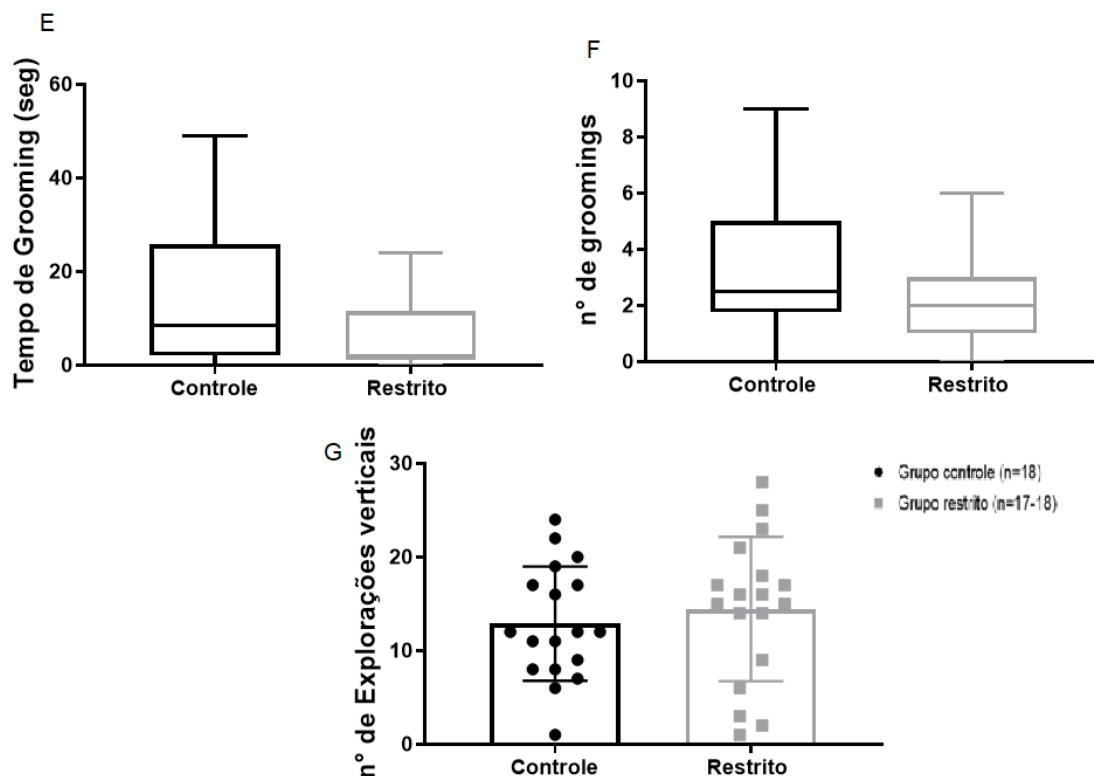 E
Tempo de Grooming (seg)
60
40
20
0
Controle Restrito
F
n° de groomings
10
8
6
4
2
0
Controle Restrito
G
n° de Explorações verticais
30
20
10
0
Controle Restrito
Grupo controle (n=18)
Grupo restrito (n=17-18)